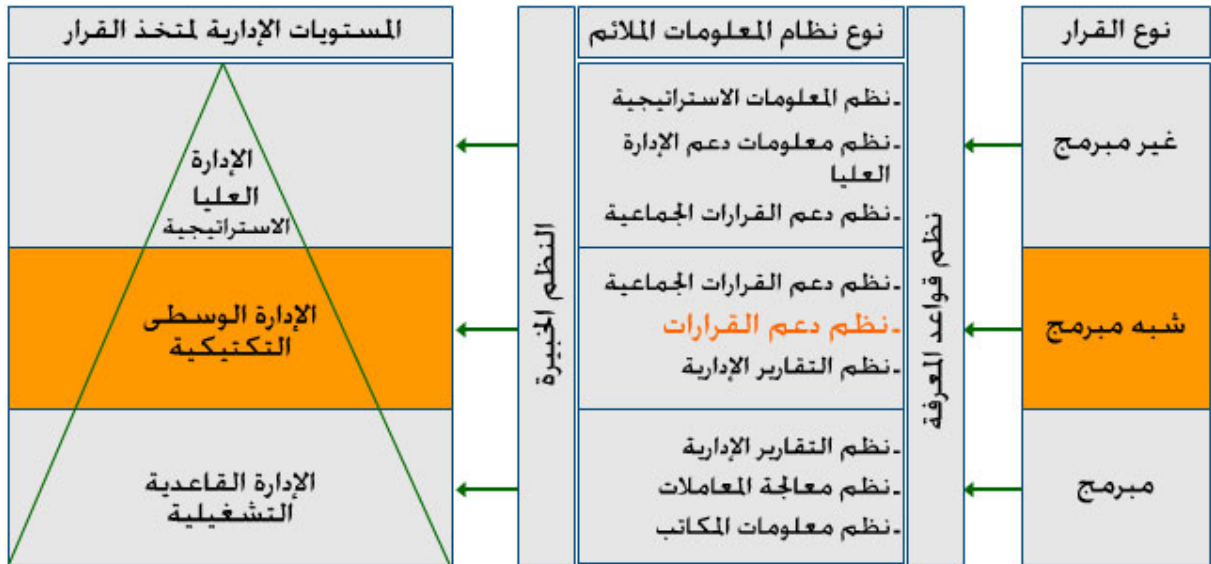 نوع القرار
نوع نظام المعلومات الملائم
المستويات الإدارية لمتخذ القرار
غير مبرمج
شبه مبرمج
مبرمج
نظم قواعد المعرفة
-نظم المعلومات الاستراتيجية
-نظم معلومات دعم الإدارة
العليا
-نظم دعم القرارات الجماعية
-نظم دعم القرارات الجماعية
-نظم دعم القرارات
-نظم التقارير الإدارية
-نظم التقارير الإدارية
-نظم معالجة المعاملات
-نظم معلومات المكاتب
النظم الخبيرة
الإدارة
العليا
الاستراتيجية
الإدارة الوسطى
التكتيكية
الإدارة القاعدية
التشغيلية